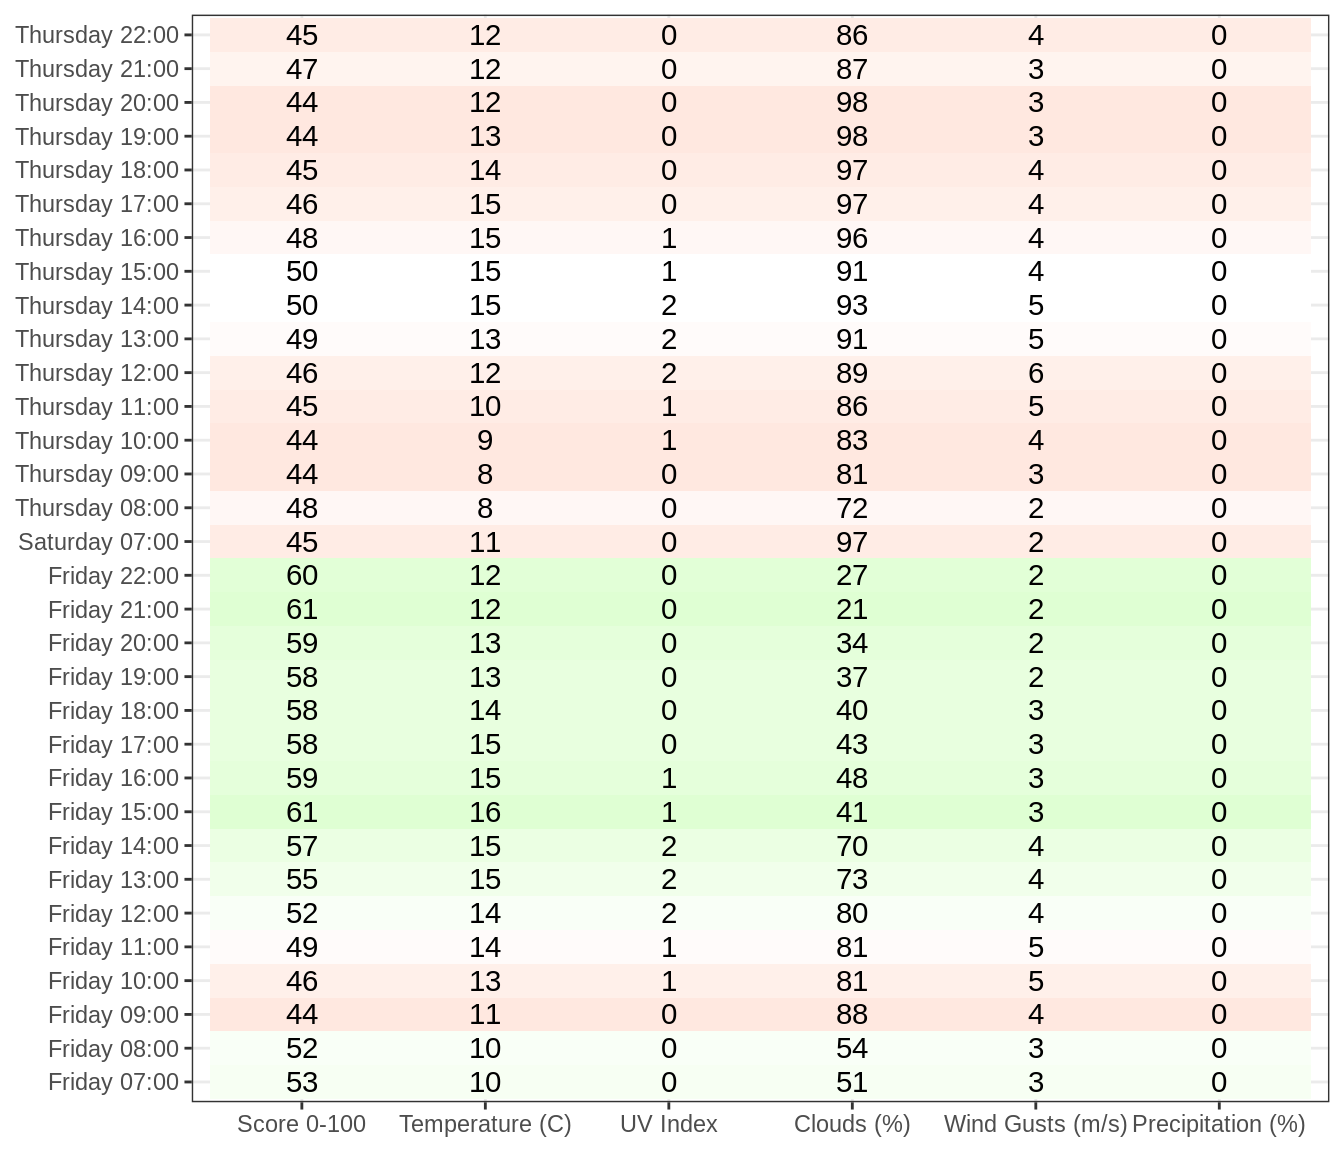 Thursday 22:00 45 12 0 86 4 0
Thursday 21:00 47 12 0 87 3 0
Thursday 20:00 44 12 0 98 3 0
Thursday 19:00 44 13 0 98 3 0
Thursday 18:00 45 14 0 97 4 0
Thursday 17:00 46 15 0 97 4 0
Thursday 16:00 48 15 1 96 4 0
Thursday 15:00 50 15 1 91 4 0
Thursday 14:00 50 15 2 93 5 0
Thursday 13:00 49 13 2 91 5 0
Thursday 12:00 46 12 2 89 6 0
Thursday 11:00 45 10 1 86 5 0
Thursday 10:00 44 9 1 83 4 0
Thursday 09:00 44 8 0 81 3 0
Thursday 08:00 48 8 0 72 2 0
Saturday 07:00 45 11 0 97 2 0
Friday 22:00 60 12 0 27 2 0
Friday 21:00 61 12 0 21 2 0
Friday 20:00 59 13 0 34 2 0
Friday 19:00 58 13 0 37 2 0
Friday 18:00 58 14 0 40 3 0
Friday 17:00 58 15 0 43 3 0
Friday 16:00 59 15 1 48 3 0
Friday 15:00 61 16 1 41 3 0
Friday 14:00 57 15 2 70 4 0
Friday 13:00 55 15 2 73 4 0
Friday 12:00 52 14 2 80 4 0
Friday 11:00 49 14 1 81 5 0
Friday 10:00 46 13 1 81 5 0
Friday 09:00 44 11 0 88 4 0
Friday 08:00 52 10 0 54 3 0
Friday 07:00 53 10 0 51 3 0
Score 0-100 Temperature (C) UV Index Clouds (%) Wind Gusts (m/s) Precipitation (%)